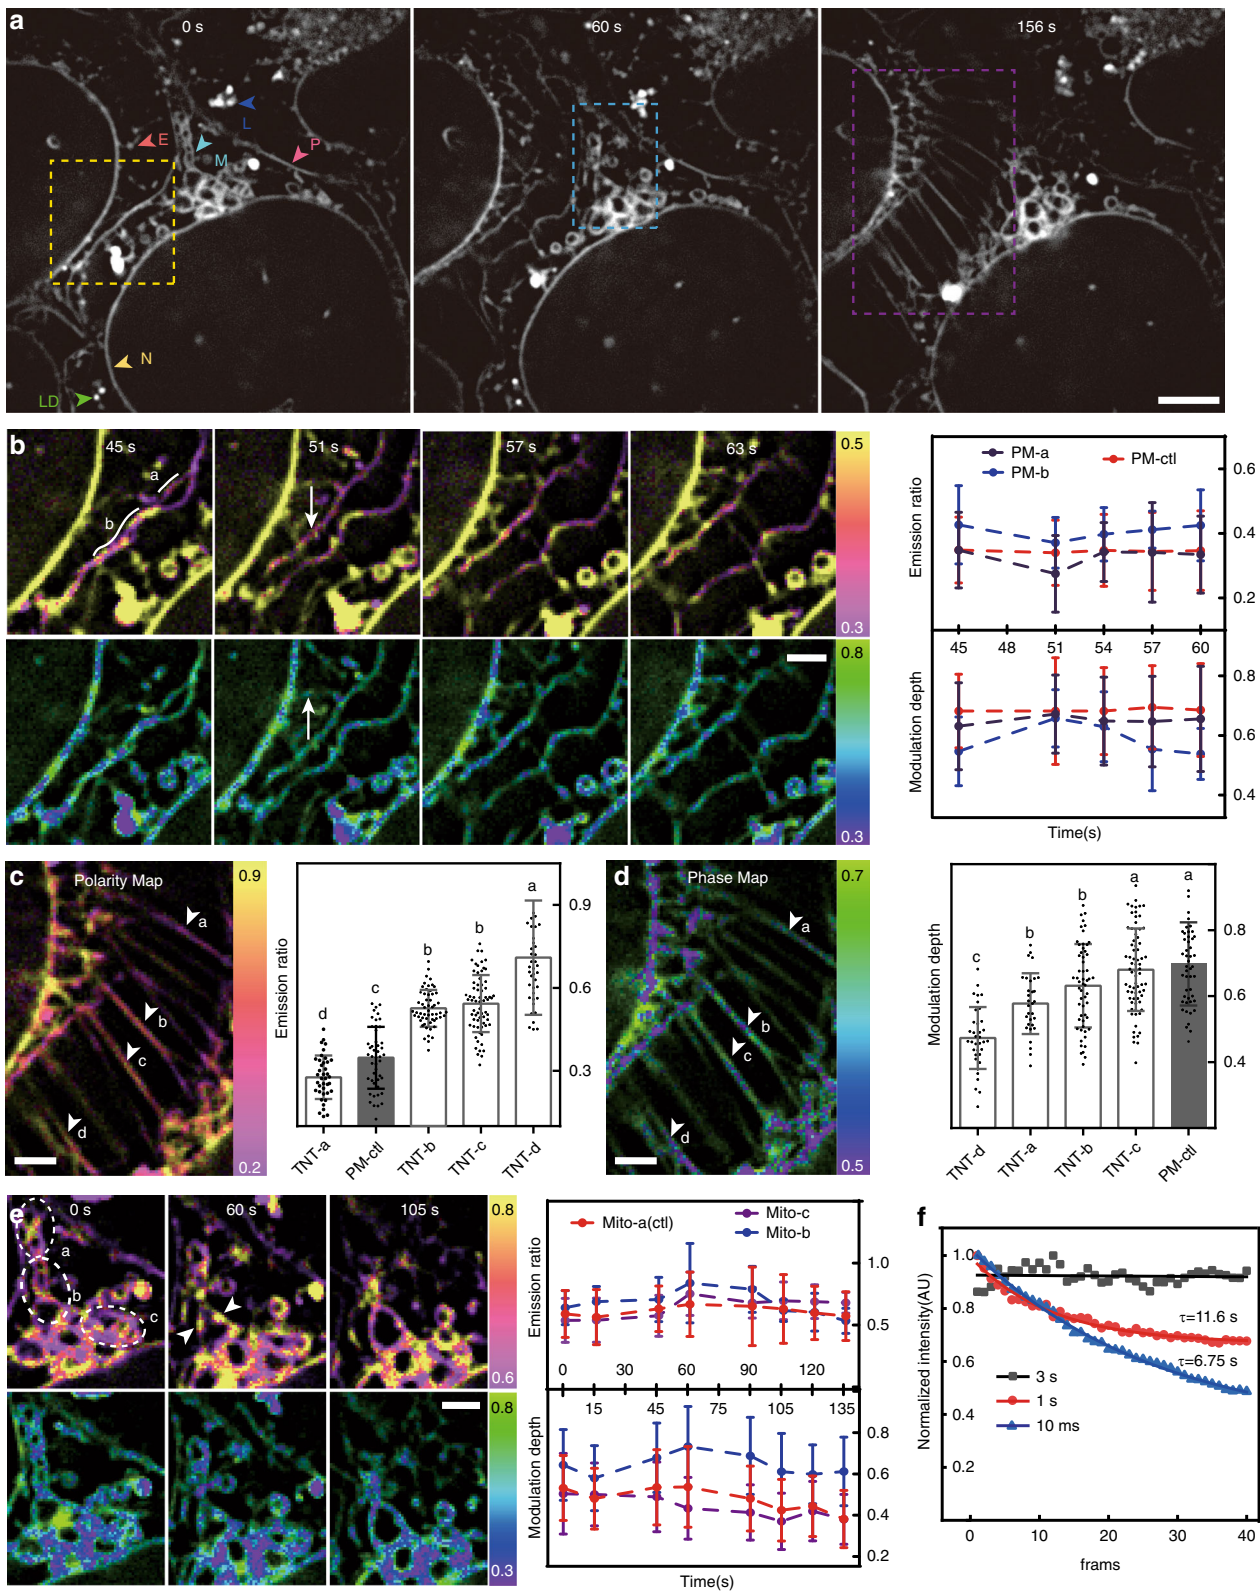 a
0 s
60 s
156 s
E
L
M
P
N
LD
b
45 s
51 s
57 s
63 s
0.5
0.3
a
b
0.8
0.3
PM-a
PM-ctl
PM-b
Emission ratio
0.4
0.2
45 48 51 54 57 60
Modulation depth
0.8
0.6
0.4
Time(s)
c
Polarity Map
0.9
0.2
a
b
c
d
Emission ratio
0.9
0.6
0.3
d
c
b
b
a
TNT-a
PM-ctl
TNT-b
TNT-c
TNT-d
d
Phase Map
0.7
0.5
a
b
c
d
Modulation depth
0.8
0.6
0.4
c
b
b
a
a
TNT-d
TNT-a
TNT-b
TNT-c
PM-ctl
e
0 s
60 s
105 s
0.8
0.6
a
b
c
0.8
0.3
Mito-a(ctl)
Mito-c
Mito-b
Emission ratio
1.0
0.5
0 30 60 90 120
15 45 75 105 135
Modulation depth
0.8
0.6
0.4
0.2
Time(s)
f
Normalized intensity(AU)
1.0
0.8
0.6
0.4
0.2
τ=11.6 s
τ=6.75 s
3 s
1 s
10 ms
0 10 20 30 40
frams